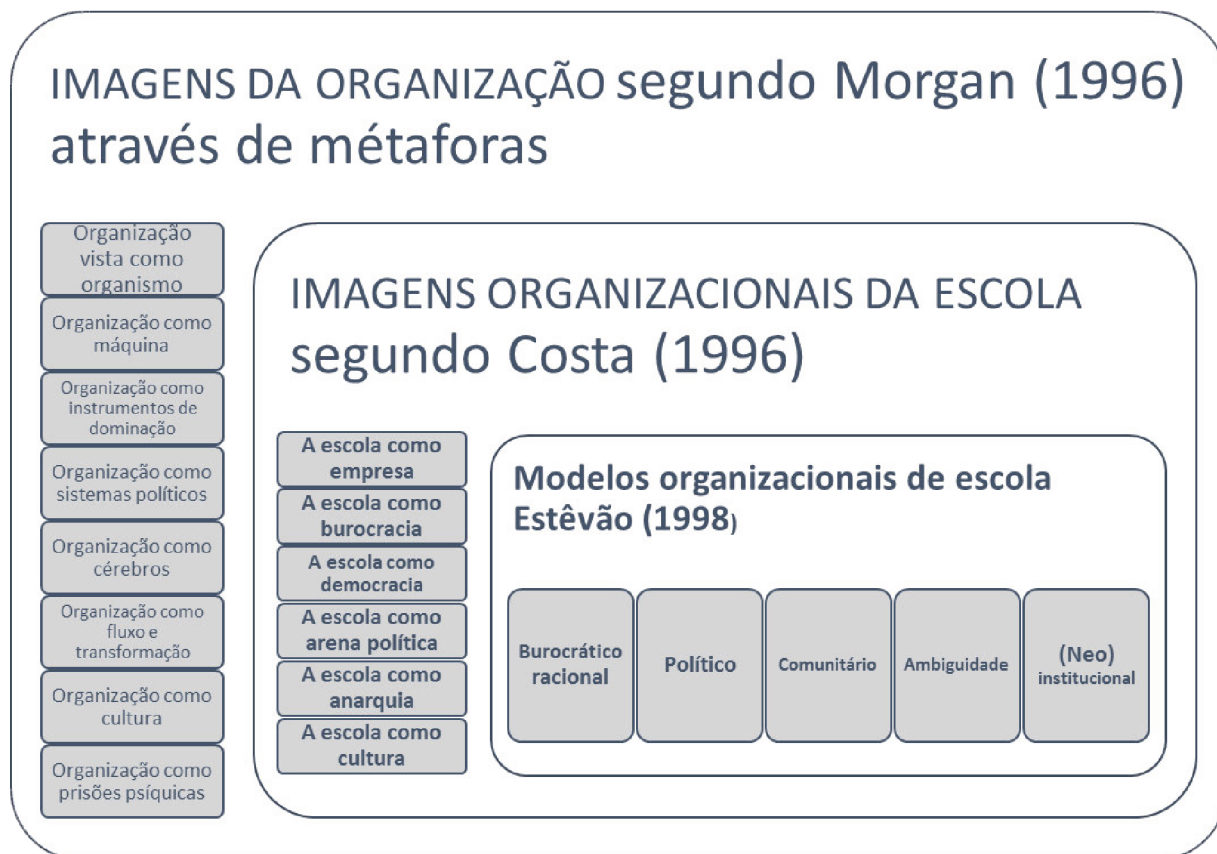 IMAGENS DA ORGANIZAÇÃO segundo Morgan (1996)
através de métaforas
Organização
vista como
organismo
Organização como
máquina
Organização como
instrumentos de
dominação
Organização como
sistemas políticos
Organização como
cérebros
Organização como
fluxo e
transformação
Organização como
cultura
Organização como
prisões psíquicas
IMAGENS ORGANIZACIONAIS DA ESCOLA
segundo Costa (1996)
A escola como
empresa
A escola como
burocracia
A escola como
democracia
A escola como
arena política
A escola como
anarquia
A escola como
cultura
Modelos organizacionais de escola
Estêvão (1998)
Burocrático
racional
Político
Comunitário
Ambiguidade
(Neo)
institucional